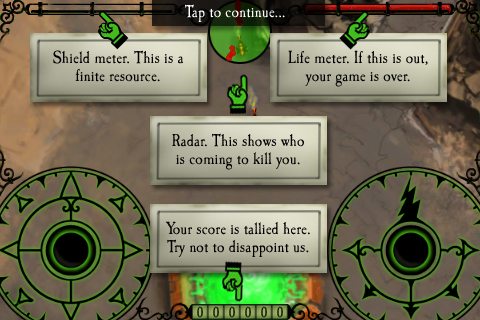 Tap to continue...
Shield meter. This is a
finite resource.
Life meter. If this is out,
your game is over.
Radar. This shows who
is coming to kill you.
Your score is tallied here.
Try not to disappoint us.
000000